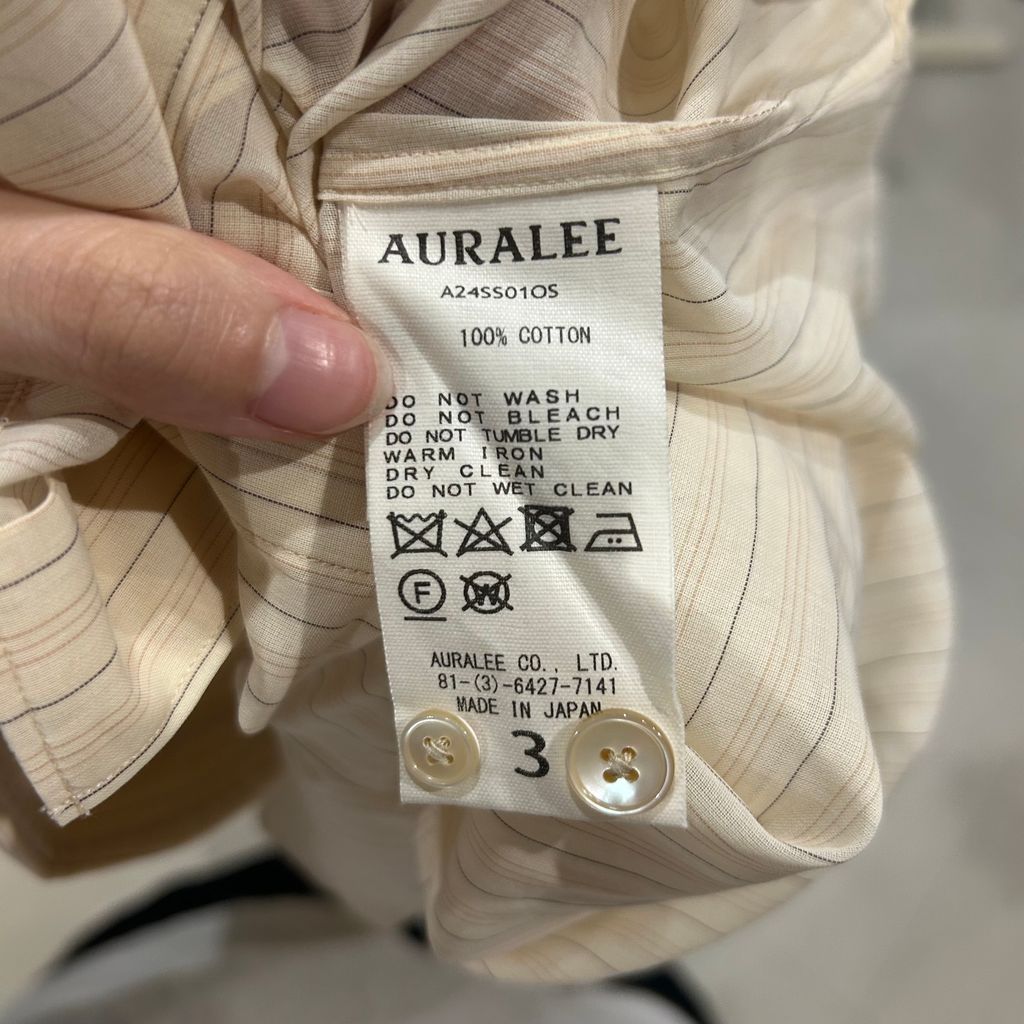 AURALEE
A24SS01OS
100% COTTON
DO NOT WASH
DO NOT BLEACH
DO NOT TUMBLE DRY
WARM IRON
DRY CLEAN
DO NOT WET CLEAN
F W
AURALEE CO., LTD.
81-(3)-6427-7141
MADE IN JAPAN
3